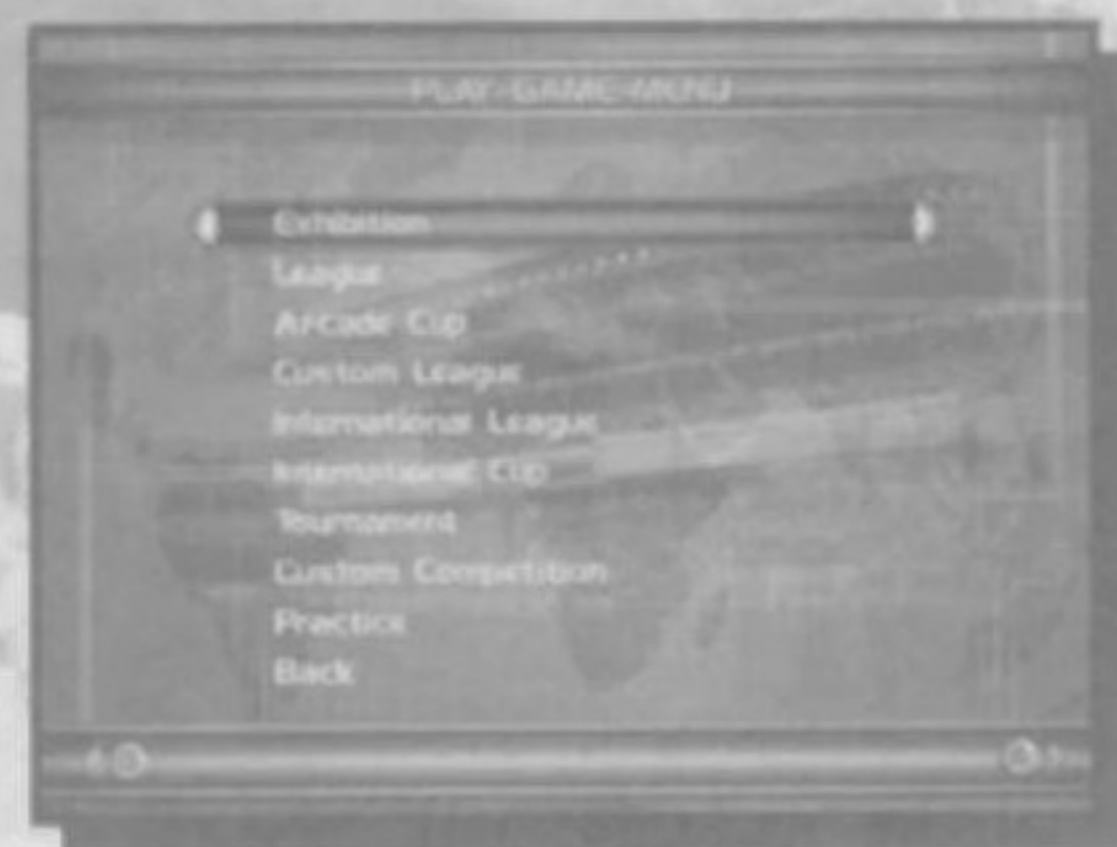 PLAY GAME MENU
Exhibition
League
Arcade Cup
Custom League
International League
International Cup
Tournament
Custom Competition
Practice
Back